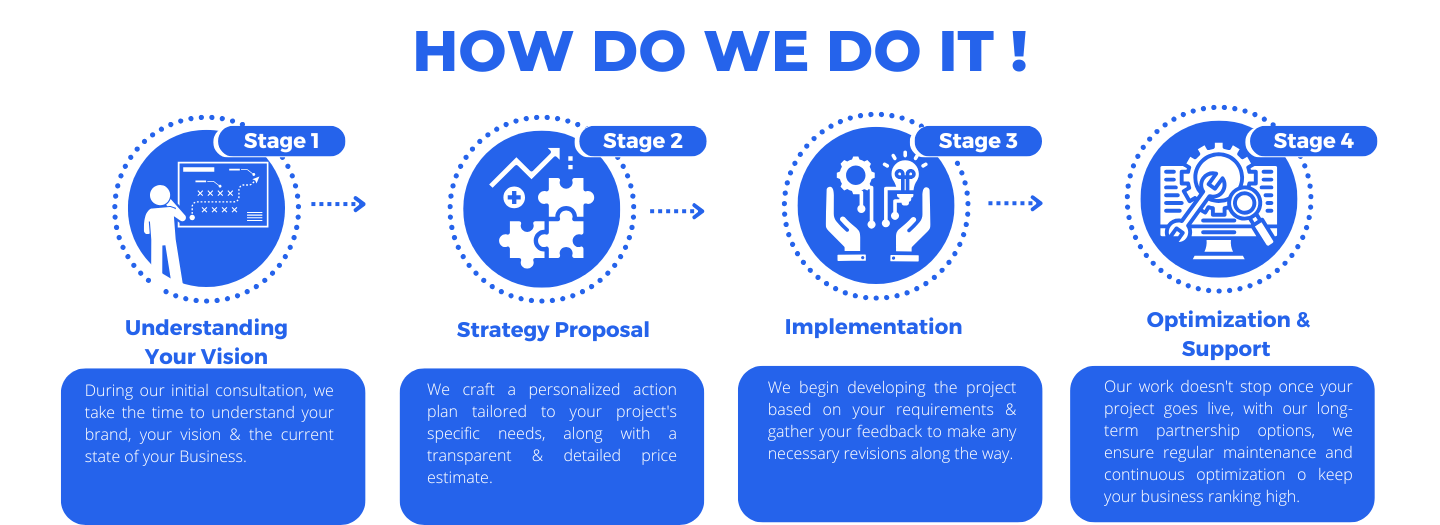 HOW DO WE DO IT !
Stage 1
Understanding
Your Vision
During our initial consultation, we
take the time to understand your
brand, your vision & the current
state of your Business.
Stage 2
Strategy Proposal
We craft a personalized action
plan tailored to your project's
specific needs, along with a
transparent & detailed price
estimate.
Stage 3
Implementation
We begin developing the project
based on your requirements &
gather your feedback to make any
necessary revisions along the way.
Stage 4
Optimization &
Support
Our work doesn't stop once your
project goes live, with our long-
term partnership options, we
ensure regular maintenance and
continuous optimization o keep
your business ranking high.